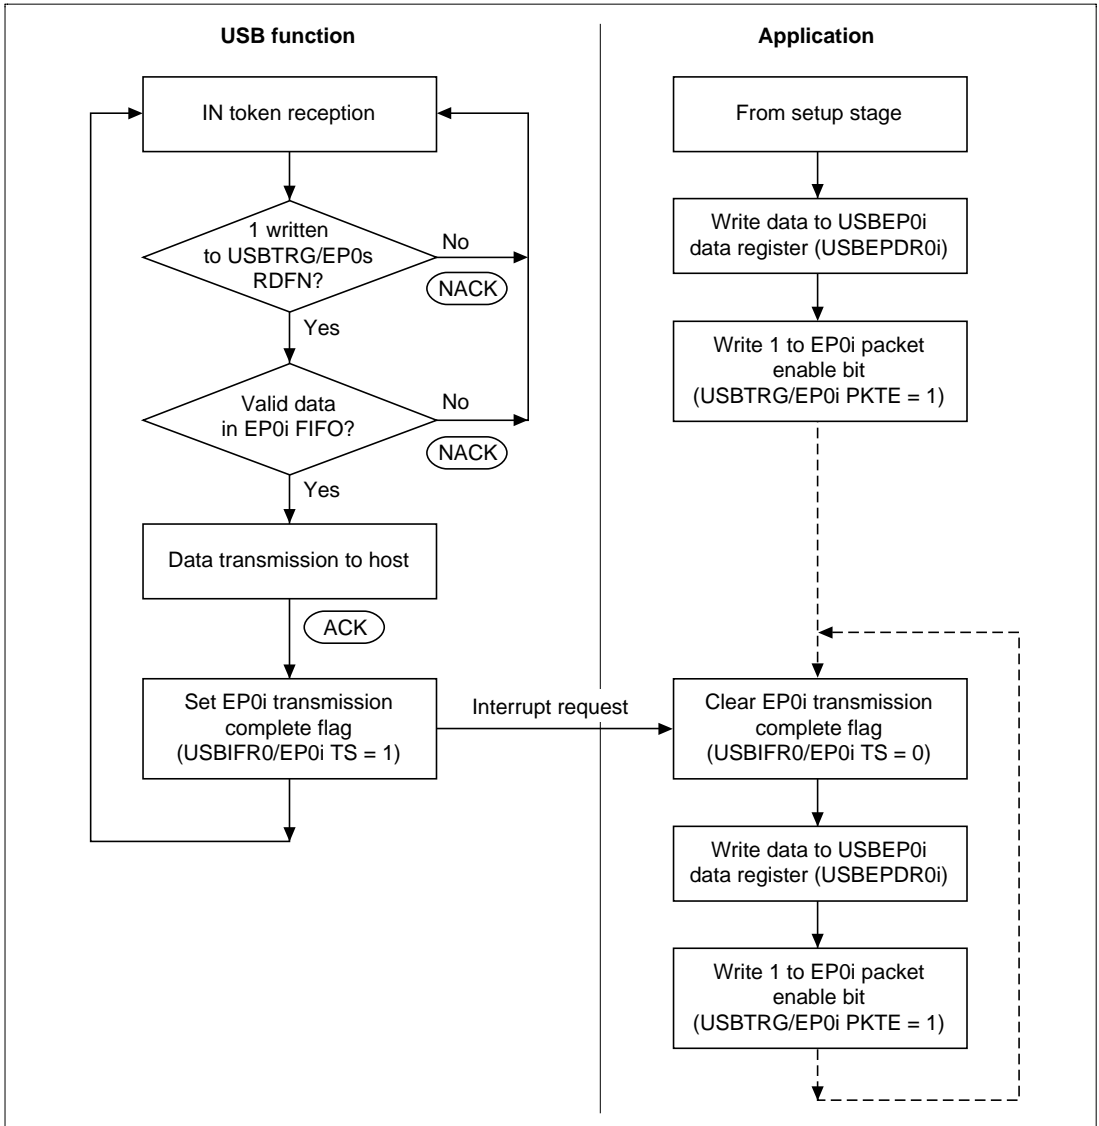 USB function
Application
IN token reception
From setup stage
1 written
to USBTRG/EP0s
RDFN?
No
NACK
Yes
Write data to USBEP0i
data register (USBEPDR0i)
Valid data
in EP0i FIFO?
No
NACK
Yes
Write 1 to EP0i packet
enable bit
(USBTRG/EP0i PKTE = 1)
Data transmission to host
ACK
Set EP0i transmission
complete flag
(USBIFR0/EP0i TS = 1)
Interrupt request
Clear EP0i transmission
complete flag
(USBIFR0/EP0i TS = 0)
Write data to USBEP0i
data register (USBEPDR0i)
Write 1 to EP0i packet
enable bit
(USBTRG/EP0i PKTE = 1)